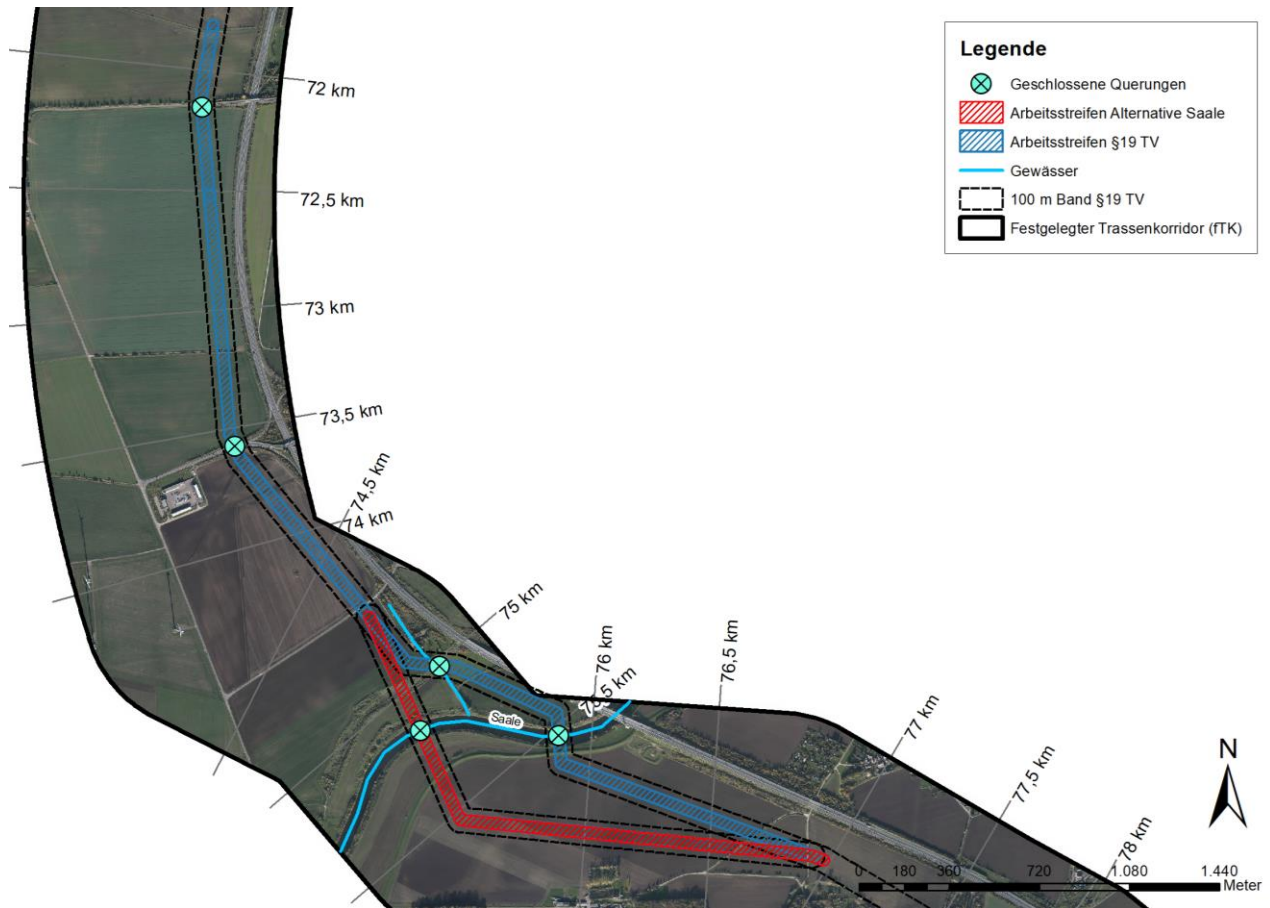 Legende
Geschlossene Querungen
Arbeitsstreifen Alternative Saale
Arbeitsstreifen §19 TV
Gewässer
100 m Band §19 TV
Festgelegter Trassenkorridor (fTK)
72 km
72,5 km
73 km
73,5 km
74,5 km
74 km
75 km
76 km
76,5 km
Saale
77 km
77,5 km
78 km
N
0 180 360 720 1.080 1.440
Meter